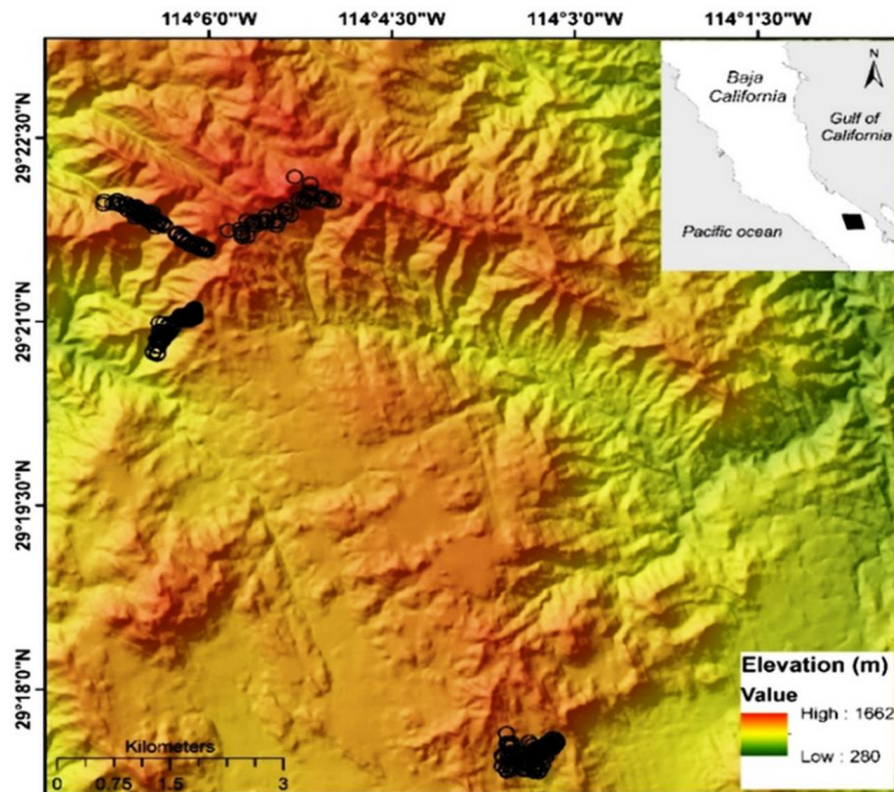 114°6'0"W
114°4'30"W
114°3'0"W
114°1'30"W
29°22'30"N
29°21'0"N
29°19'30"N
29°18'0"N
N
Baja
California
Gulf of
California
Pacific ocean
Elevation (m)
Value
High : 1662
Low : 280
Kilometers
0 0.75 1.5 3